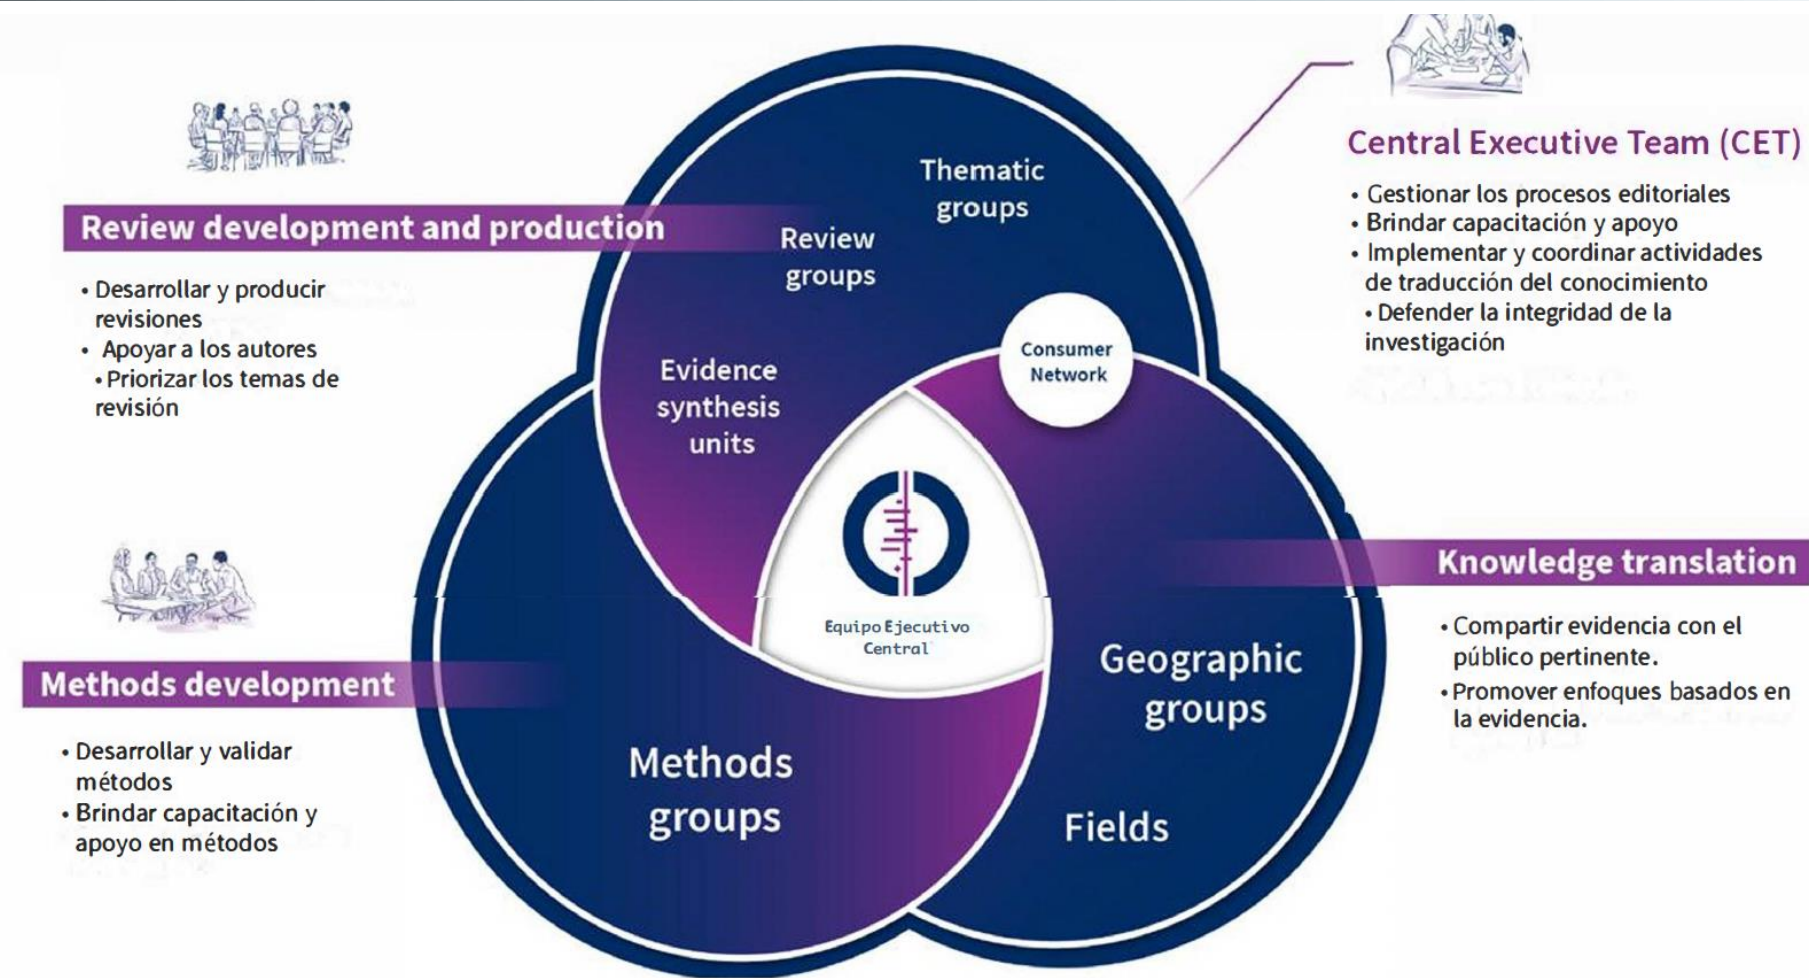 Review development and production
• Desarrollar y producir
revisiones
• Apoyar a los autores
• Priorizar los temas de
revisión
Methods development
• Desarrollar y validar
métodos
• Brindar capacitación y
apoyo en métodos
Thematic
groups
Review
groups
Evidence
synthesis
units
Consumer
Network
Equipo Ejecutivo
Central
Methods
groups
Geographic
groups
Fields
Central Executive Team (CET)
• Gestionar los procesos editoriales
• Brindar capacitación y apoyo
• Implementar y coordinar actividades
de traducción del conocimiento
• Defender la integridad de la
investigación
Knowledge translation
• Compartir evidencia con el
público pertinente.
• Promover enfoques basados en
la evidencia.